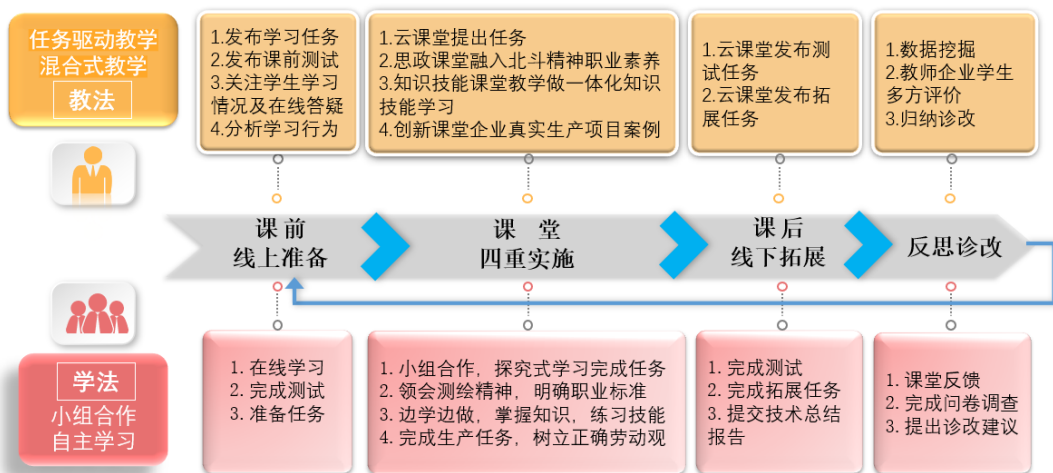 任务驱动教学
混合式教学
教法
1.发布学习任务
2.发布课前测试
3.关注学生学习
情况及在线答疑
4.分析学习行为
1.云课堂提出任务
2.思政课堂融入北斗精神职业素养
3.知识技能课堂教学做一体化知识
技能学习
4.创新课堂企业真实生产项目案例
1.云课堂发布测
试任务
2.云课堂发布拓
展任务
1.数据挖掘
2.教师企业学生
多方评价
3.归纳诊改
课前
线上准备
课 堂
四重实施
课后
线下拓展
反思诊改
学法
小组合作
自主学习
1. 在线学习
2. 完成测试
3. 准备任务
1. 小组合作，探究式学习完成任务
2. 领会测绘精神，明确职业标准
3. 边学边做，掌握知识，练习技能
4. 完成生产任务，树立正确劳动观
1. 完成测试
2. 完成拓展任务
3. 提交技术总结
报告
1. 课堂反馈
2. 完成问卷调查
3. 提出诊改建议